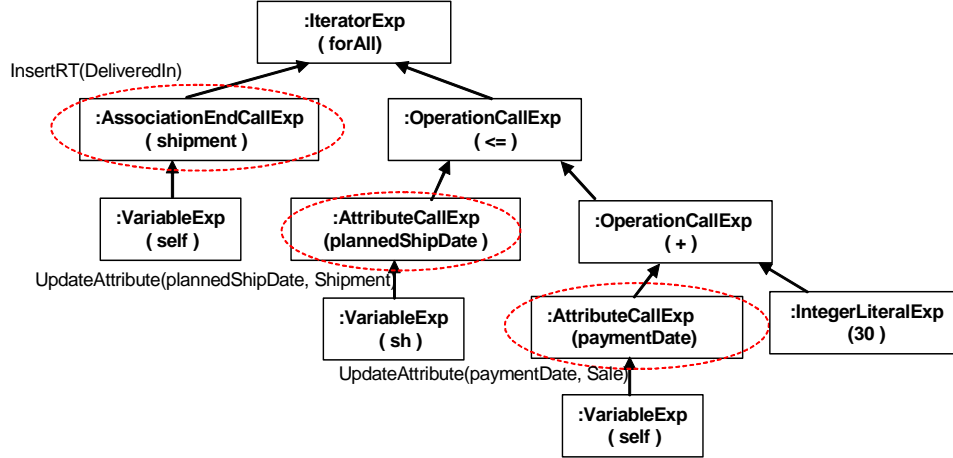 :IteratorExp
( forAll)
InsertRT(DeliveredIn)
:AssociationEndCallExp
( shipment )
:OperationCallExp
( <= )
:VariableExp
( self )
:AttributeCallExp
(plannedShipDate )
:OperationCallExp
( + )
UpdateAttribute(plannedShipDate, Shipment)
:VariableExp
( sh )
:AttributeCallExp
(paymentDate)
:IntegerLiteralExp
(30 )
UpdateAttribute(paymentDate, Sale)
:VariableExp
( self )